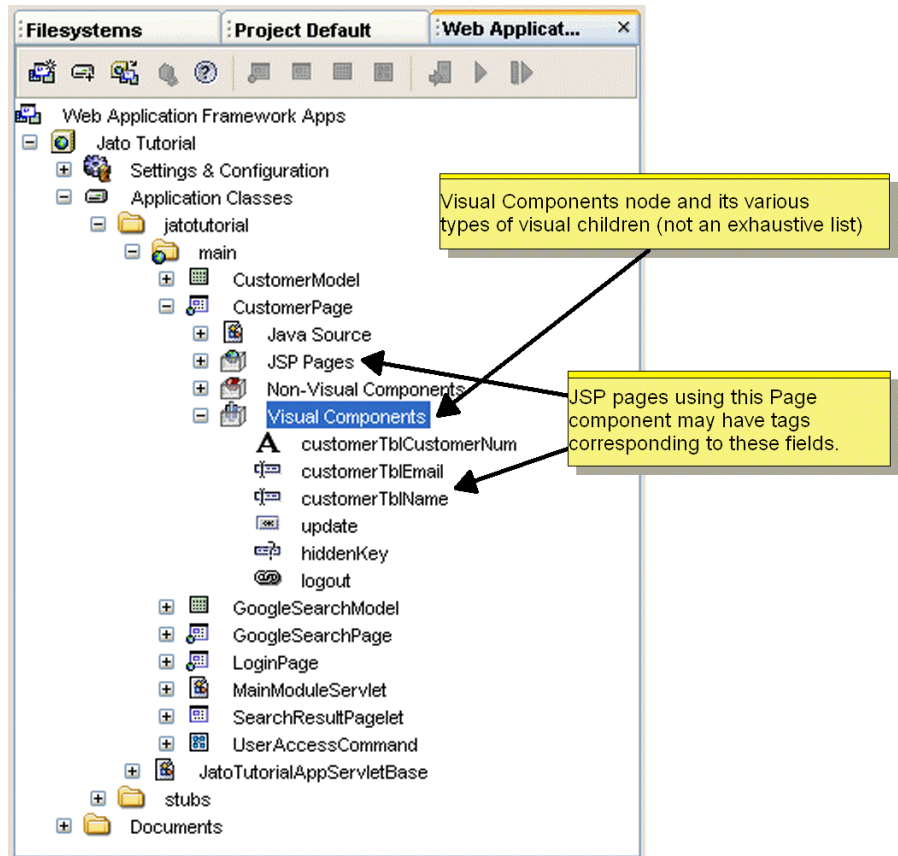 Filesystems
Project Default
Web Applicat...
Web Application Framework Apps
Jato Tutorial
Settings & Configuration
Application Classes
jatotutorial
main
CustomerModel
CustomerPage
Java Source
JSP Pages
Non-Visual Components
Visual Components
customerTblCustomerNum
customerTblEmail
customerTblName
update
hiddenKey
logout
GoogleSearchModel
GoogleSearchPage
LoginPage
MainModuleServlet
SearchResultPagelet
UserAccessCommand
JatoTutorialAppServletBase
stubs
Documents
Visual Components node and its various
types of visual children (not an exhaustive list)
JSP pages using this Page
component may have tags
corresponding to these fields.